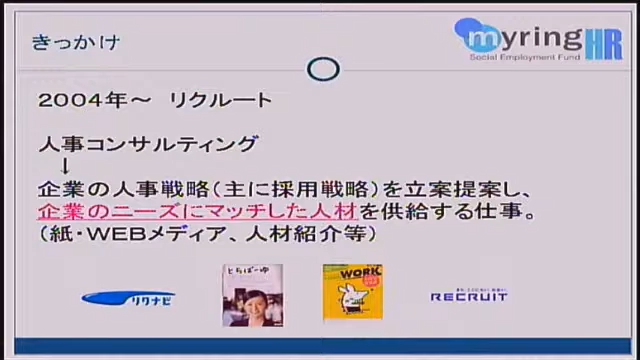 きっかけ
myring HR
Social Employment Fund
2004年～　リクルート
人事コンサルティング
↓
企業の人事戦略(主に採用戦略)を立案提案し、
企業のニーズにマッチした人材を供給する仕事。
(紙・WEBメディア、人材紹介等)
リクナビ
とらばーゆ
WORK
RECRUIT